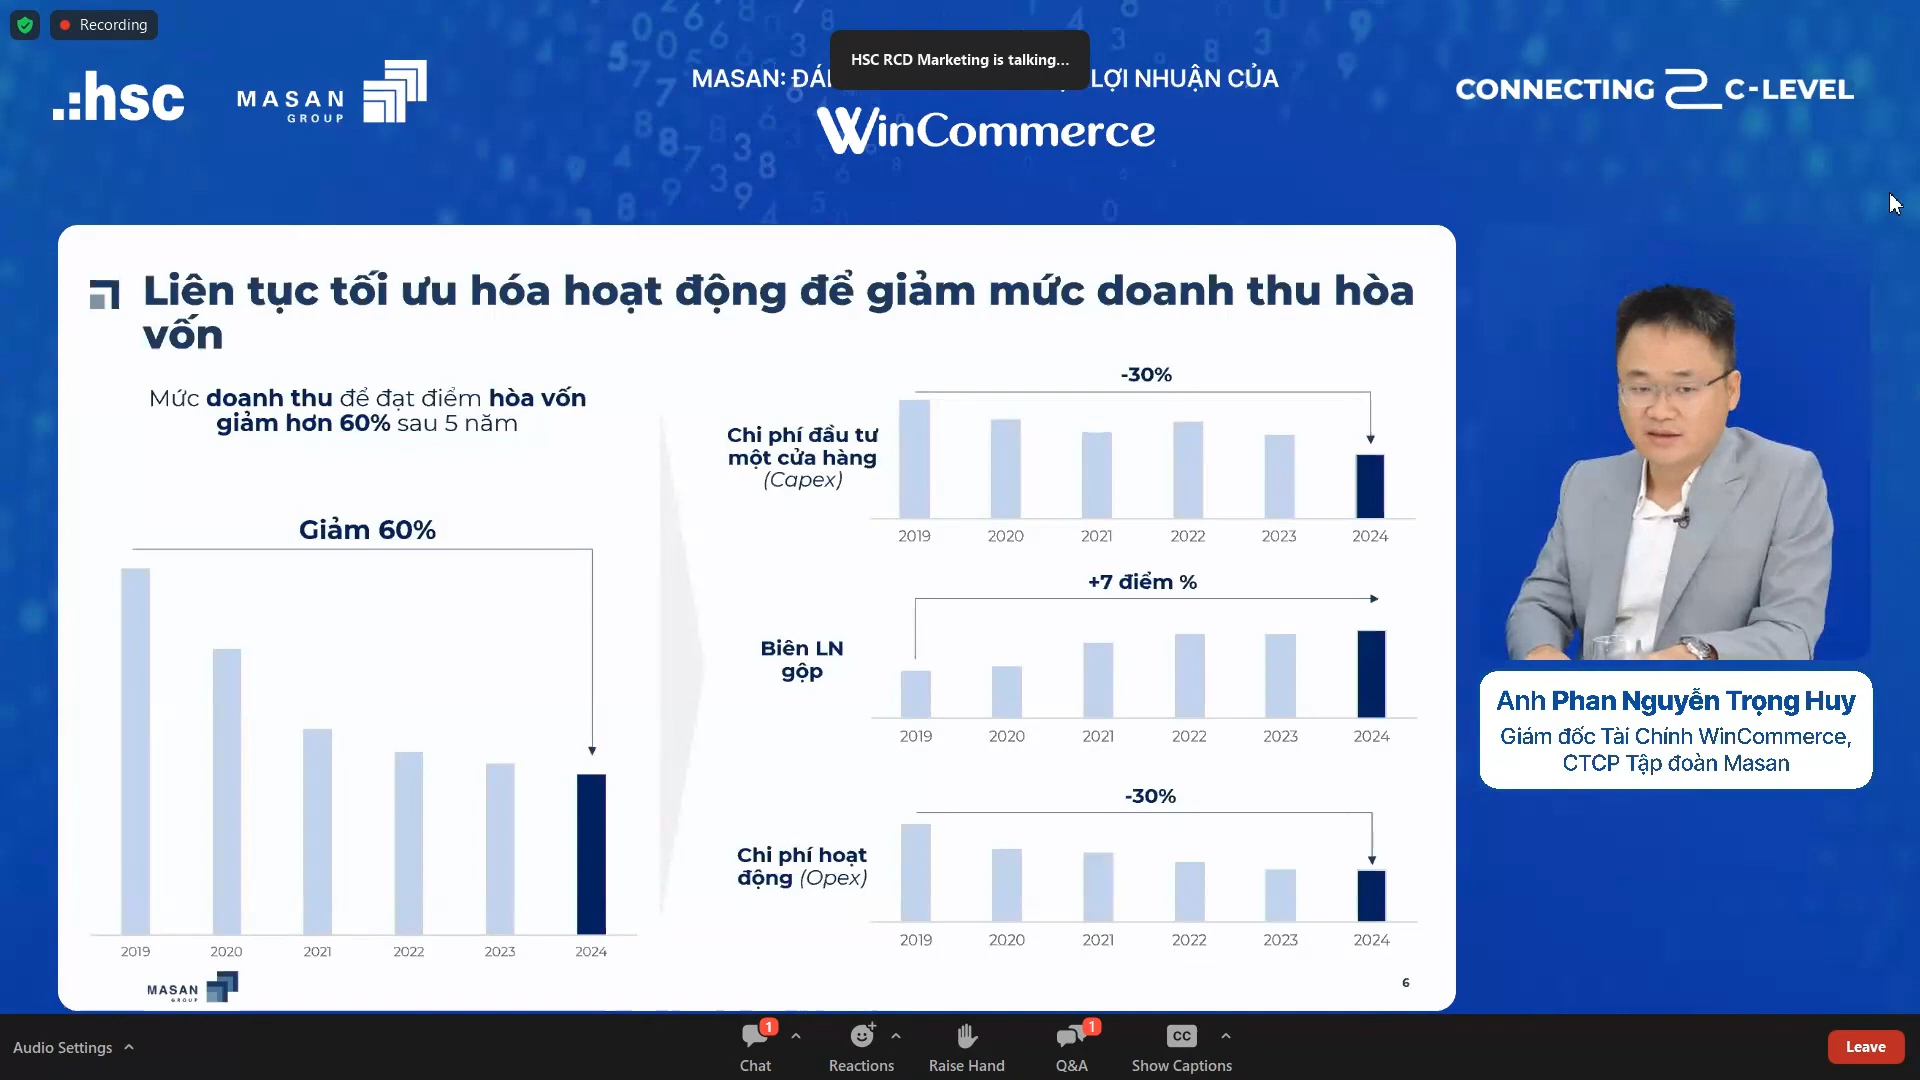 Recording
HSC RCD Marketing is talking...
.:hsc
MASAN
GROUP
MASAN: ĐÁ LỢI NHUẬN CỦA
WinCommerce
CONNECTING C-LEVEL
Liên tục tối ưu hóa hoạt động để giảm mức doanh thu hòa
vốn
Mức doanh thu để đạt điểm hòa vốn
giảm hơn 60% sau 5 năm
Giảm 60%
2019 2020 2021 2022 2023 2024
-30%
Chi phí đầu tư
một cửa hàng
(Capex)
2019 2020 2021 2022 2023 2024
+7 điểm %
Biên LN
gộp
2019 2020 2021 2022 2023 2024
-30%
Chi phí hoạt
động (Opex)
2019 2020 2021 2022 2023 2024
MASAN
GROUP
6
Anh Phan Nguyễn Trọng Huy
Giám đốc Tài Chính WinCommerce,
CTCP Tập đoàn Masan
Audio Settings
1
Chat
Reactions
Raise Hand
1
Q&A
CC
Show Captions
Leave